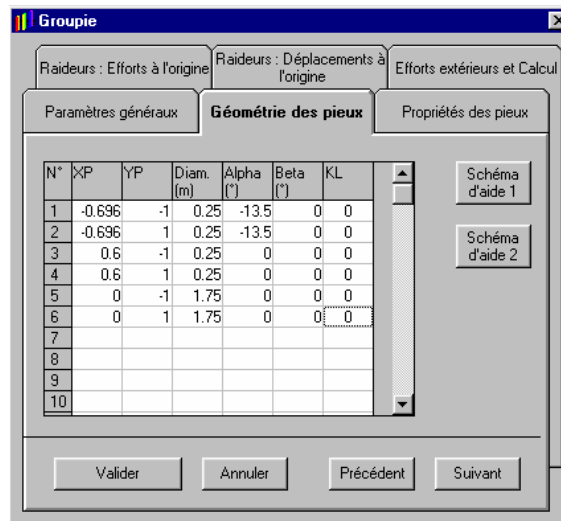 Groupie
Raideurs : Efforts à l'origine
Raideurs : Déplacements à
l'origine
Efforts extérieurs et Calcul
Paramètres généraux
Géométrie des pieux
Propriétés des pieux
N° XP YP Diam. (m) Alpha (°) Beta (°) KL
1 -0.696 -1 0.25 -13.5 0 0
2 -0.696 1 0.25 -13.5 0 0
3 0.6 -1 0.25 0 0 0
4 0.6 1 0.25 0 0 0
5 0 -1 1.75 0 0 0
6 0 1 1.75 0 0 0
7
8
9
10
Schéma
d'aide 1
Schéma
d'aide 2
Valider
Annuler
Précédent
Suivant